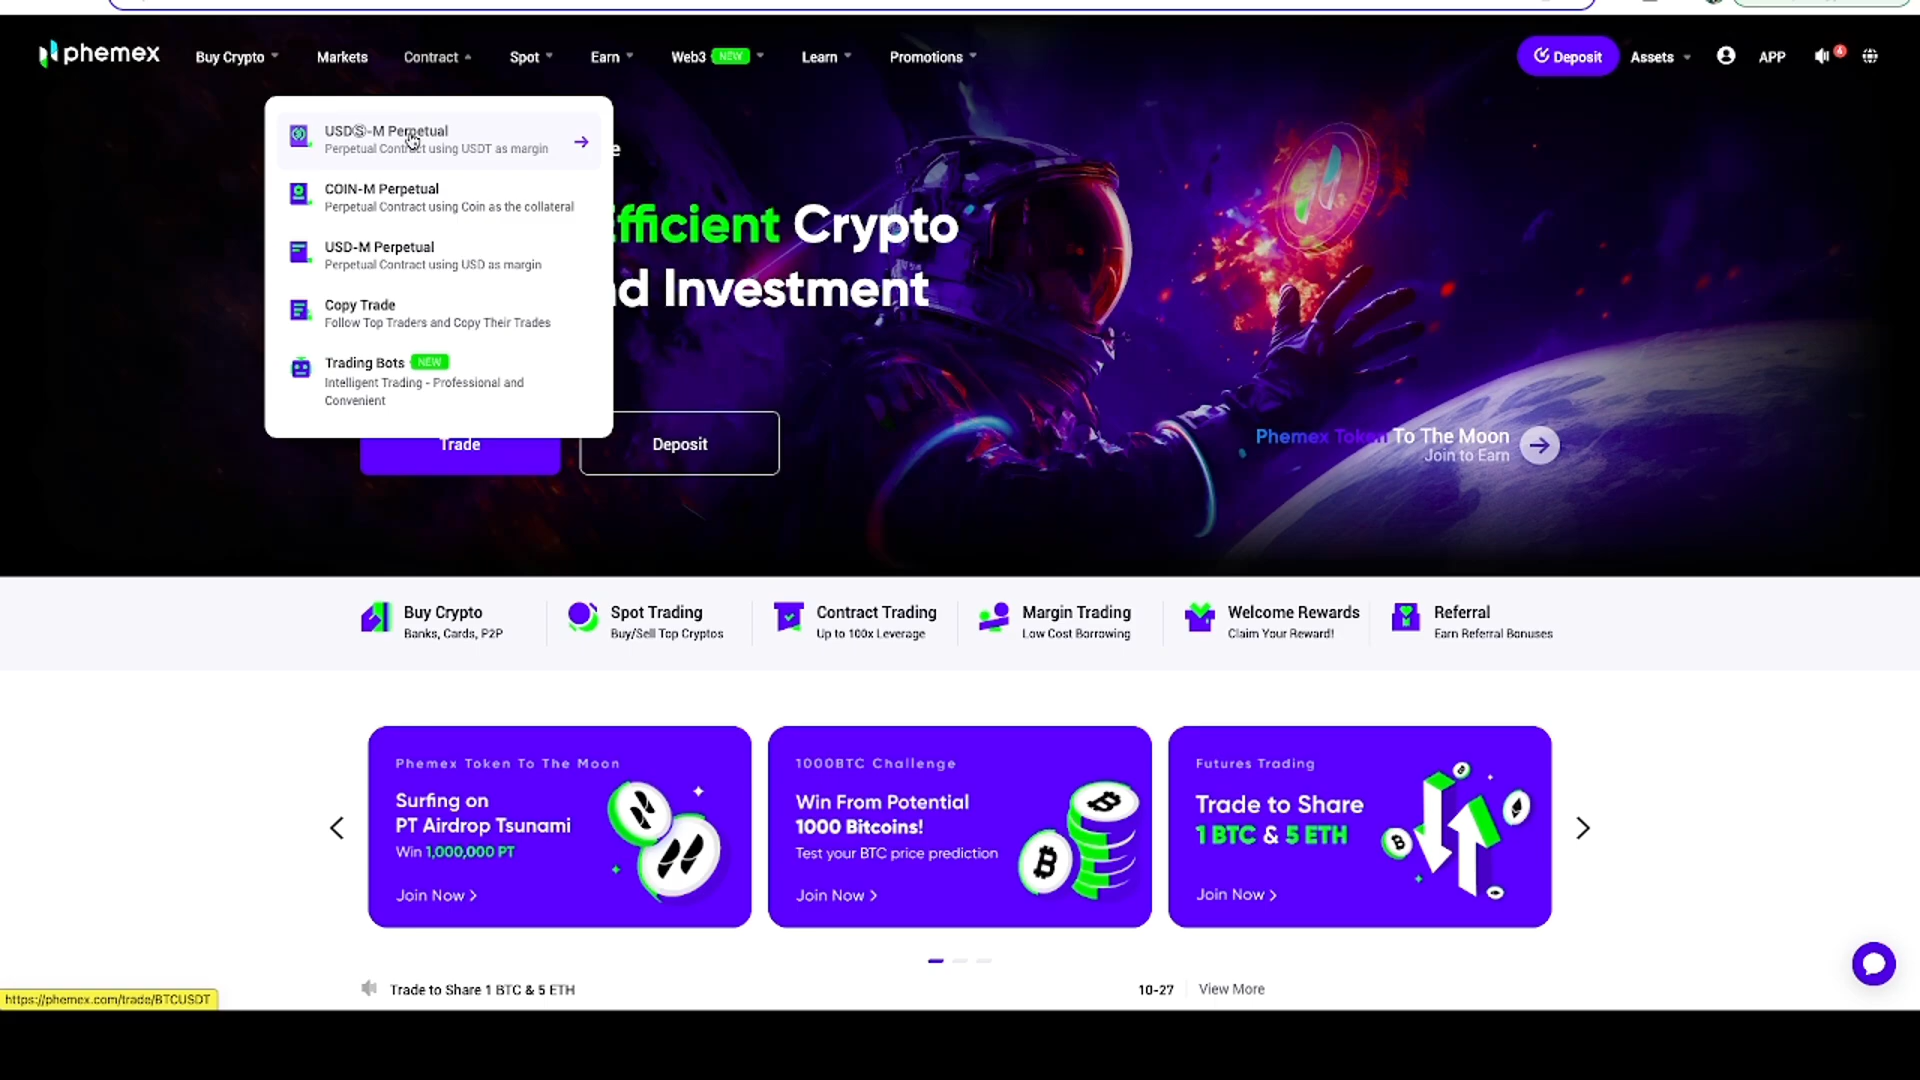 phemex
Buy Crypto
Markets
Contract
Spot
Earn
Web3 NEW
Learn
Promotions
Deposit
Assets
APP
4
USDⓈ-M Perpetual
Perpetual Contract using USDT as margin
COIN-M Perpetual
Perpetual Contract using Coin as the collateral
USD-M Perpetual
Perpetual Contract using USD as margin
Copy Trade
Follow Top Traders and Copy Their Trades
Trading Bots NEW
Intelligent Trading - Professional and
Convenient
e
fficient Crypto
nd Investment
Trade
Deposit
Phemex Token To The Moon
Join to Earn
Buy Crypto
Banks, Cards, P2P
Spot Trading
Buy/Sell Top Cryptos
Contract Trading
Up to 100x Leverage
Margin Trading
Low Cost Borrowing
Welcome Rewards
Claim Your Reward!
Referral
Earn Referral Bonuses
Phemex Token To The Moon
Surfing on
PT Airdrop Tsunami
Win 1,000,000 PT
Join Now >
1000BTC Challenge
Win From Potential
1000 Bitcoins!
Test your BTC price prediction
Join Now >
Futures Trading
Trade to Share
1 BTC & 5 ETH
Join Now >
Trade to Share 1 BTC & 5 ETH
10-27
View More
https://phemex.com/trade/BTCUSDT